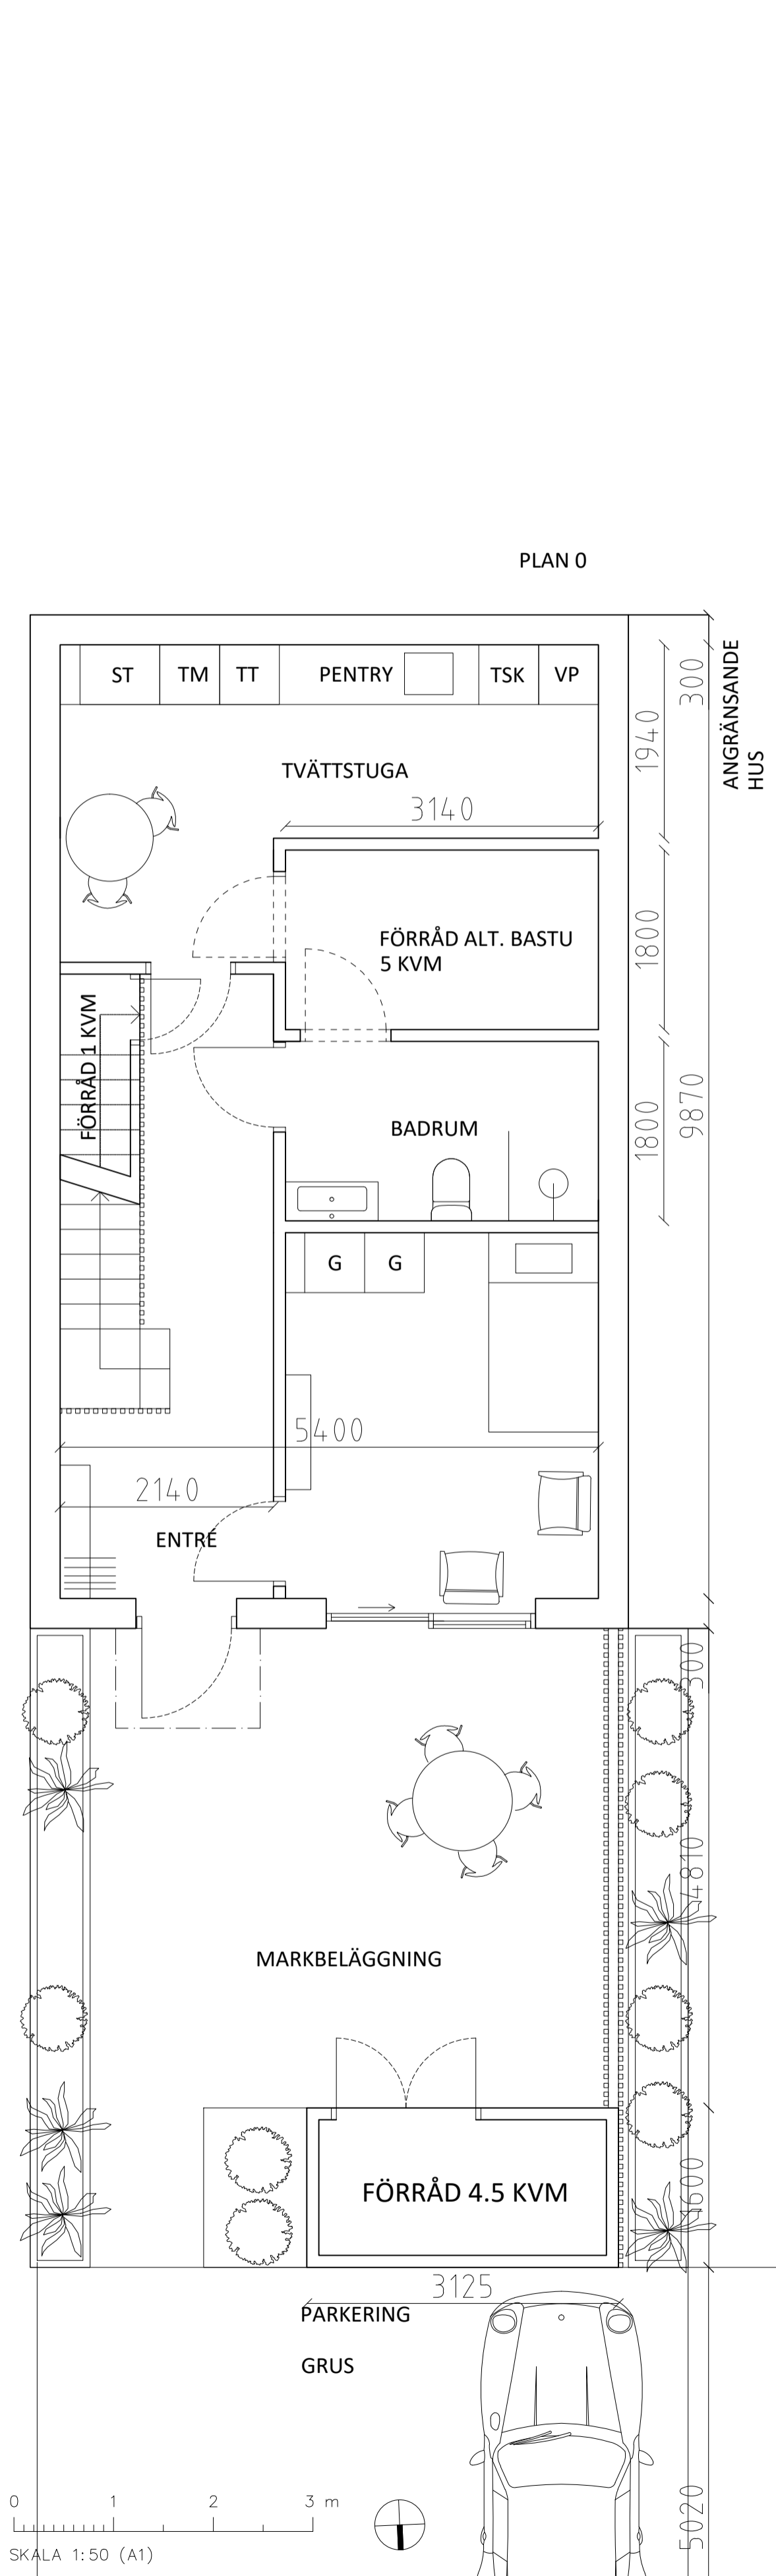 PLAN 0
ANGRÄNSANDE
HUS
ST
TM
TT
PENTRY
TSK
VP
300
1940
TVÄTTSTUGA
3140
FÖRRÅD ALT. BASTU
5 KVM
1800
FÖRRÅD 1 KVM
9870
BADRUM
1800
G
G
5400
2140
ENTRÉ
300
4810
MARKBELÄGGNING
FÖRRÅD 4.5 KVM
1600
3125
PARKERING
GRUS
5020
0 1 2 3 m
SKALA 1:50 (A1)